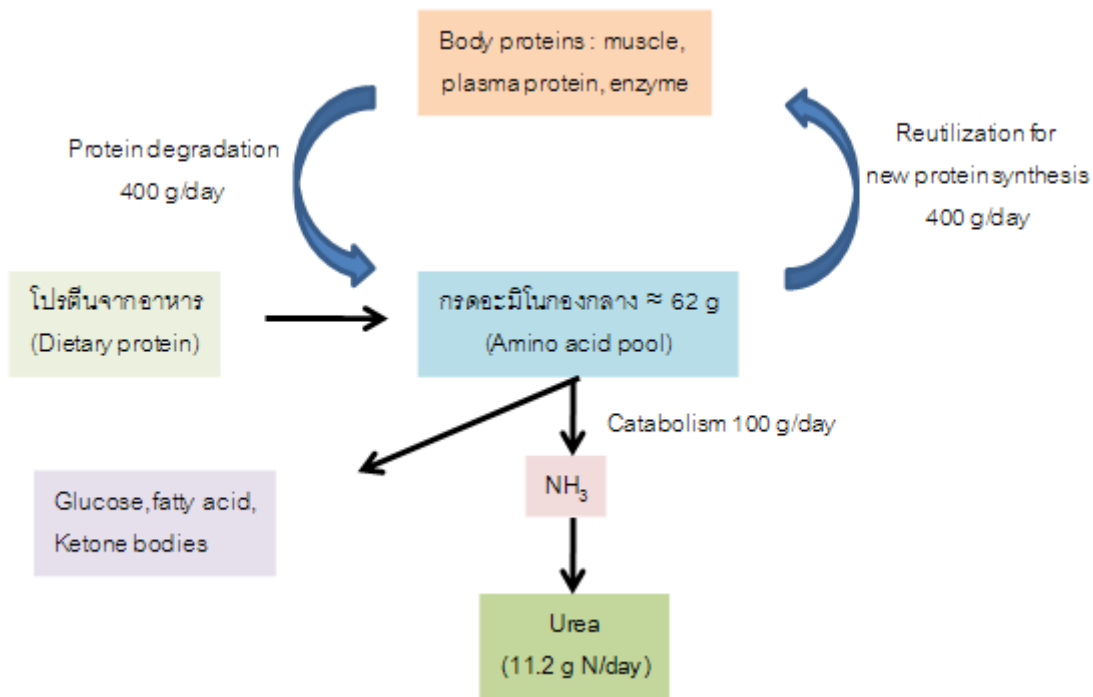 Body proteins : muscle,
plasma protein, enzyme
Protein degradation
400 g/day
Reutilization for
new protein synthesis
400 g/day
โปรตีนจากอาหาร
(Dietary protein)
กรดอะมิโนกองกลาง ≈ 62 g
(Amino acid pool)
Catabolism 100 g/day
NH₃
Glucose, fatty acid,
Ketone bodies
Urea
(11.2 g N/day)